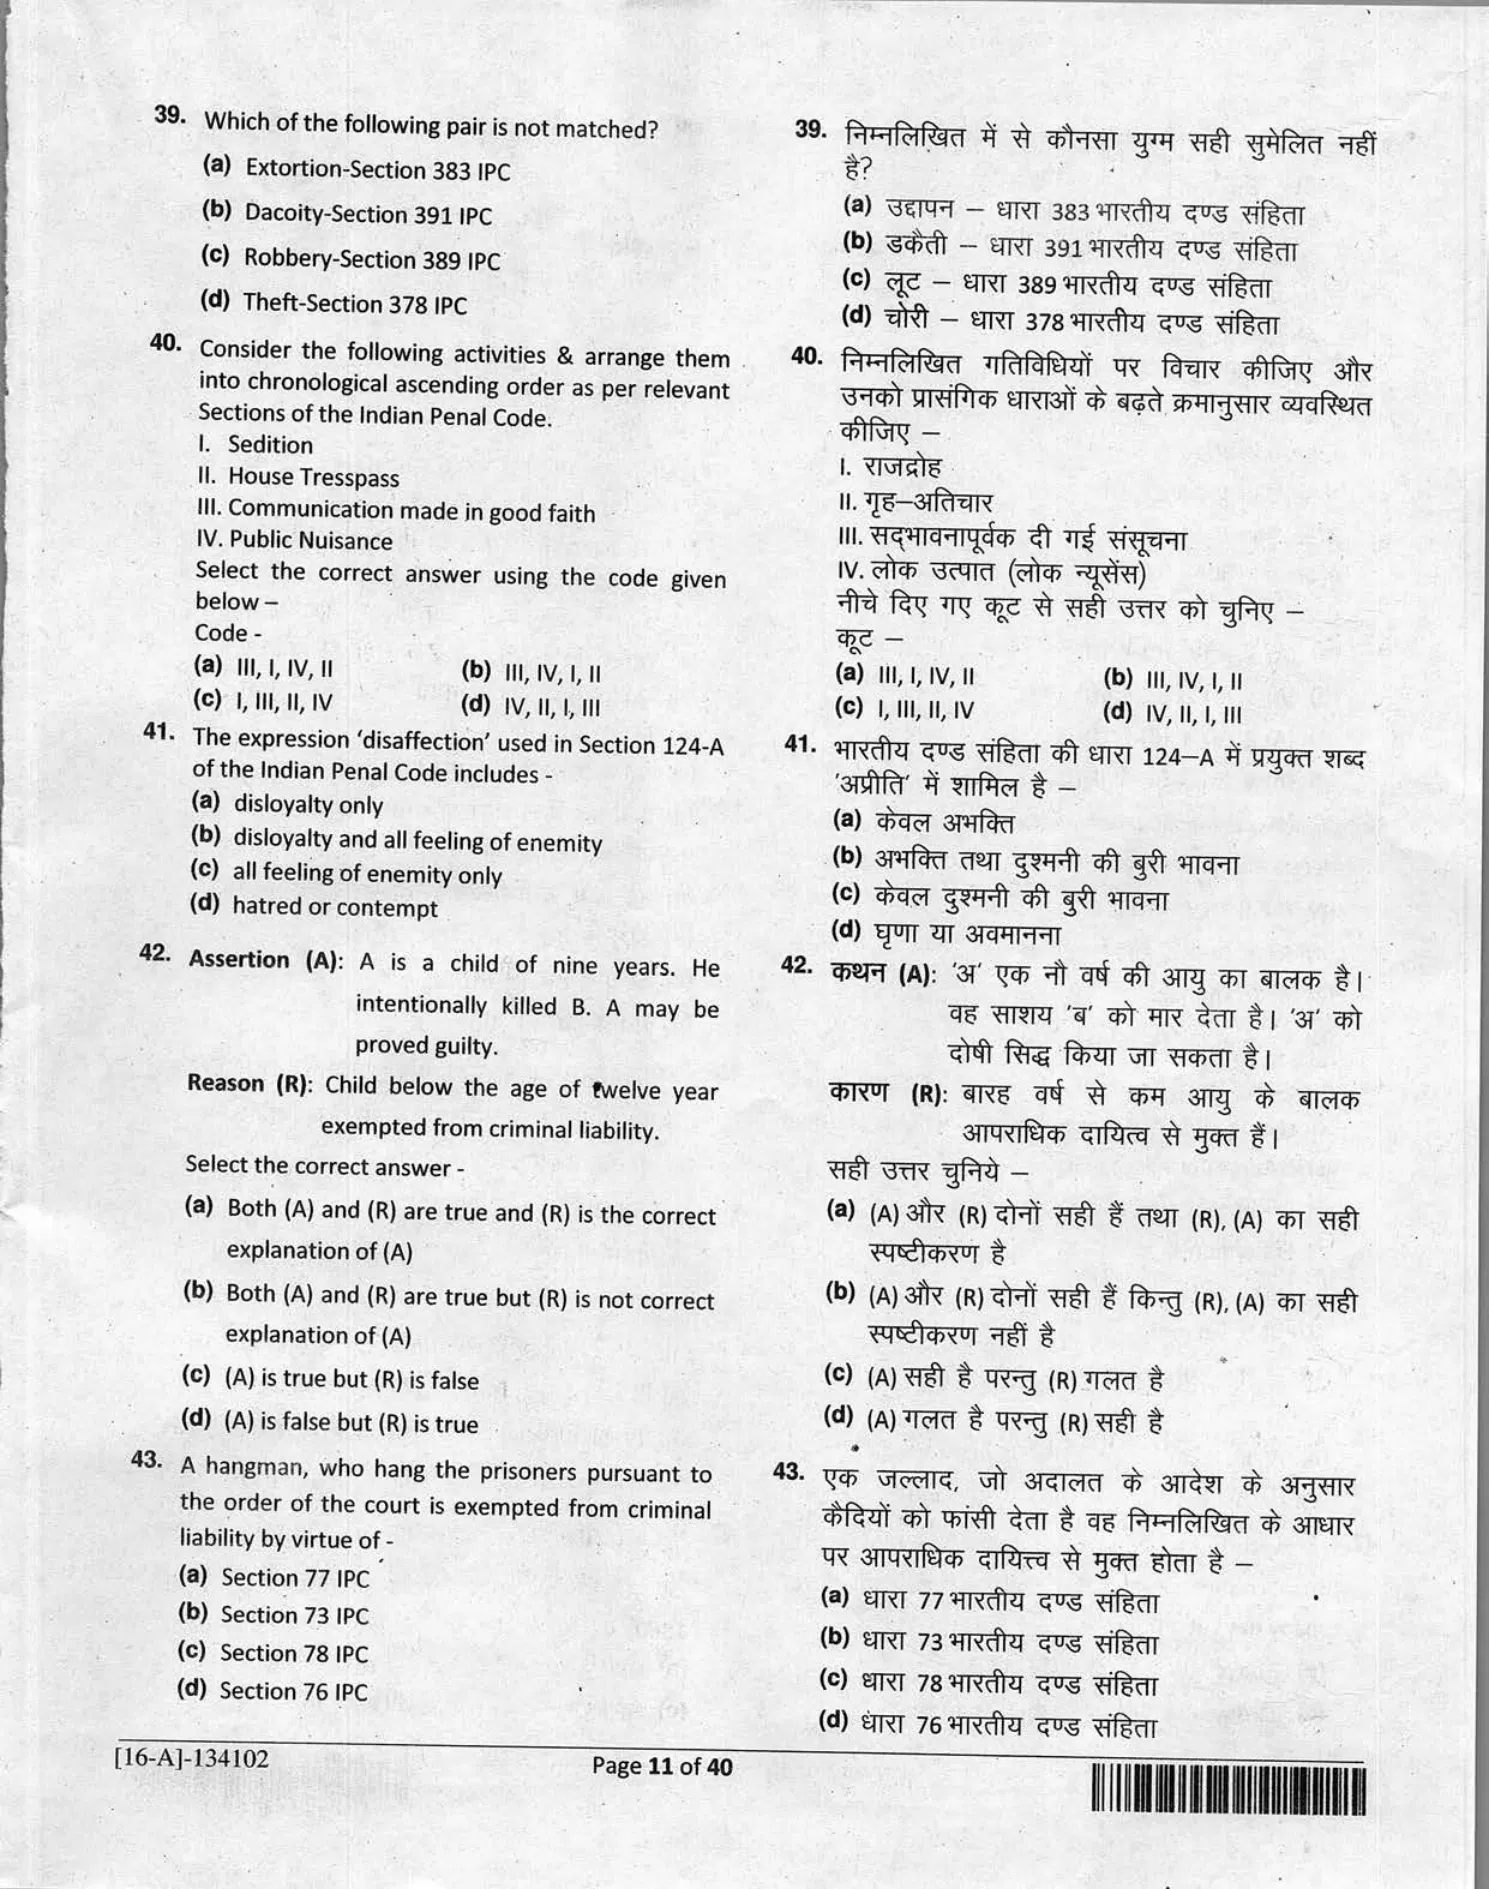 39. Which of the following pair is not matched?
(a) Extortion-Section 383 IPC
(b) Dacoity-Section 391 IPC
(c) Robbery-Section 389 IPC
(d) Theft-Section 378 IPC
40. Consider the following activities & arrange them
into chronological ascending order as per relevant
Sections of the Indian Penal Code.
I. Sedition
II. House Tresspass
III. Communication made in good faith
IV. Public Nuisance
Select the correct answer using the code given
below –
Code -
(a) III, I, IV, II (b) III, IV, I, II
(c) I, III, II, IV (d) IV, II, I, III
41. The expression ‘disaffection’ used in Section 124-A
of the Indian Penal Code includes -
(a) disloyalty only
(b) disloyalty and all feeling of enemity
(c) all feeling of enemity only
(d) hatred or contempt
42. Assertion (A): A is a child of nine years. He
intentionally killed B. A may be
proved guilty.
Reason (R): Child below the age of twelve year
exempted from criminal liability.
Select the correct answer -
(a) Both (A) and (R) are true and (R) is the correct
explanation of (A)
(b) Both (A) and (R) are true but (R) is not correct
explanation of (A)
(c) (A) is true but (R) is false
(d) (A) is false but (R) is true
43. A hangman, who hang the prisoners pursuant to
the order of the court is exempted from criminal
liability by virtue of -
(a) Section 77 IPC
(b) Section 73 IPC
(c) Section 78 IPC
(d) Section 76 IPC
39. निम्नलिखित में से कौनसा युग्म सही सुमेलित नहीं
है?
(a) उद्दापन – धारा 383 भारतीय दण्ड संहिता
(b) डकैती – धारा 391 भारतीय दण्ड संहिता
(c) लूट – धारा 389 भारतीय दण्ड संहिता
(d) चोरी – धारा 378 भारतीय दण्ड संहिता
40. निम्नलिखित गतिविधियों पर विचार कीजिए और
उनको प्रासंगिक धाराओं के बढ़ते क्रमानुसार व्यवस्थित
कीजिए –
I. राजद्रोह
II. गृह–अतिचार
III. सद्भावनापूर्वक दी गई संसूचना
IV. लोक उत्पात (लोक न्यूसेंस)
नीचे दिए गए कूट से सही उत्तर को चुनिए –
कूट –
(a) III, I, IV, II (b) III, IV, I, II
(c) I, III, II, IV (d) IV, II, I, III
41. भारतीय दण्ड संहिता की धारा 124–A में प्रयुक्त शब्द
‘अप्रीति’ में शामिल है –
(a) केवल अभक्ति
(b) अभक्ति तथा दुश्मनी की बुरी भावना
(c) केवल दुश्मनी की बुरी भावना
(d) घृणा या अवमानना
42. कथन (A): ‘अ’ एक नौ वर्ष की आयु का बालक है।
वह साशय ‘ब’ को मार देता है। ‘अ’ को
दोषी सिद्ध किया जा सकता है।
कारण (R): बारह वर्ष से कम आयु के बालक
आपराधिक दायित्व से मुक्त हैं।
सही उत्तर चुनिये –
(a) (A) और (R) दोनों सही हैं तथा (R), (A) का सही
स्पष्टीकरण है
(b) (A) और (R) दोनों सही हैं किन्तु (R), (A) का सही
स्पष्टीकरण नहीं है
(c) (A) सही है परन्तु (R) गलत है
(d) (A) गलत है परन्तु (R) सही है
43. एक जल्लाद, जो अदालत के आदेश के अनुसार
कैदियों को फांसी देता है वह निम्नलिखित के आधार
पर आपराधिक दायित्त्व से मुक्त होता है –
(a) धारा 77 भारतीय दण्ड संहिता
(b) धारा 73 भारतीय दण्ड संहिता
(c) धारा 78 भारतीय दण्ड संहिता
(d) धारा 76 भारतीय दण्ड संहिता
[16-A]-134102 Page 11 of 40